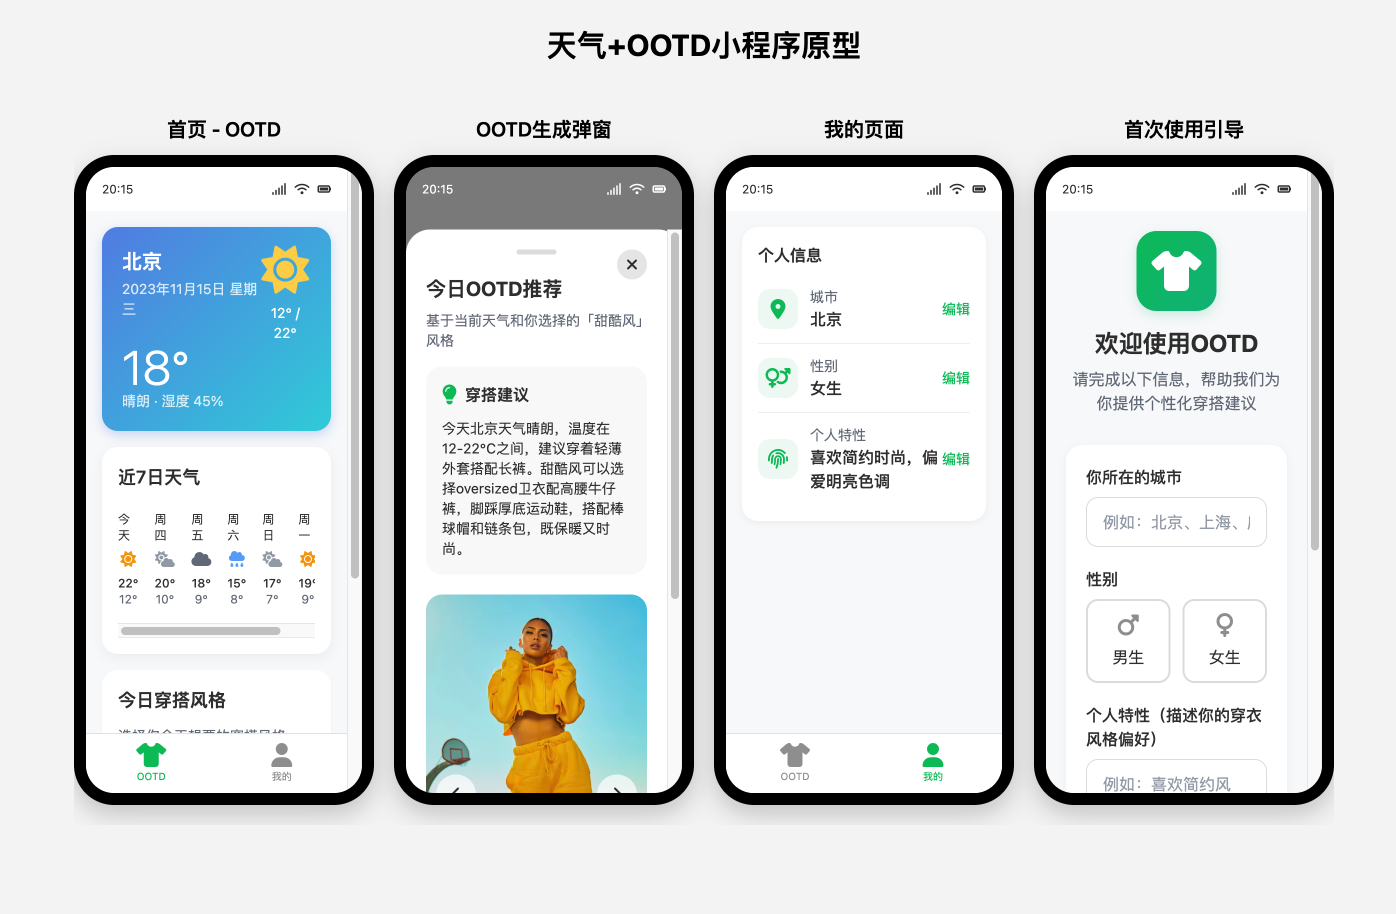 天气+OOTD小程序原型
首页 - OOTD
20:15
北京
2023年11月15日 星期
三
12° /
22°
18°
晴朗 · 湿度 45%
近7日天气
今 周 周 周 周 周
天 四 五 六 日 一
22° 20° 18° 15° 17° 19°
12° 10° 9° 8° 7° 9°
今日穿搭风格
OOTD
我的
OOTD生成弹窗
20:15
今日OOTD推荐
基于当前天气和你选择的「甜酷风」
风格
穿搭建议
今天北京天气晴朗，温度在
12-22°C之间，建议穿着轻薄
外套搭配长裤。甜酷风可以选
择oversized卫衣配高腰牛仔
裤，脚踩厚底运动鞋，搭配棒
球帽和链条包，既保暖又时
尚。
我的页面
20:15
个人信息
城市
北京
编辑
性别
女生
编辑
个人特性
喜欢简约时尚，偏
爱明亮色调
编辑
OOTD
我的
首次使用引导
20:15
欢迎使用OOTD
请完成以下信息，帮助我们为
你提供个性化穿搭建议
你所在的城市
例如：北京、上海、
性别
男生
女生
个人特性（描述你的穿衣
风格偏好）
例如：喜欢简约风